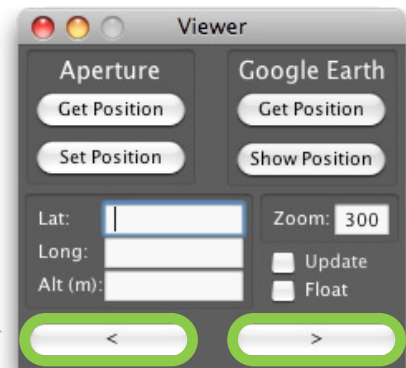 Viewer
Aperture
Google Earth
Get Position
Get Position
Set Position
Show Position
Lat:
Zoom: 300
Long:
Update
Alt (m):
Float
<
>